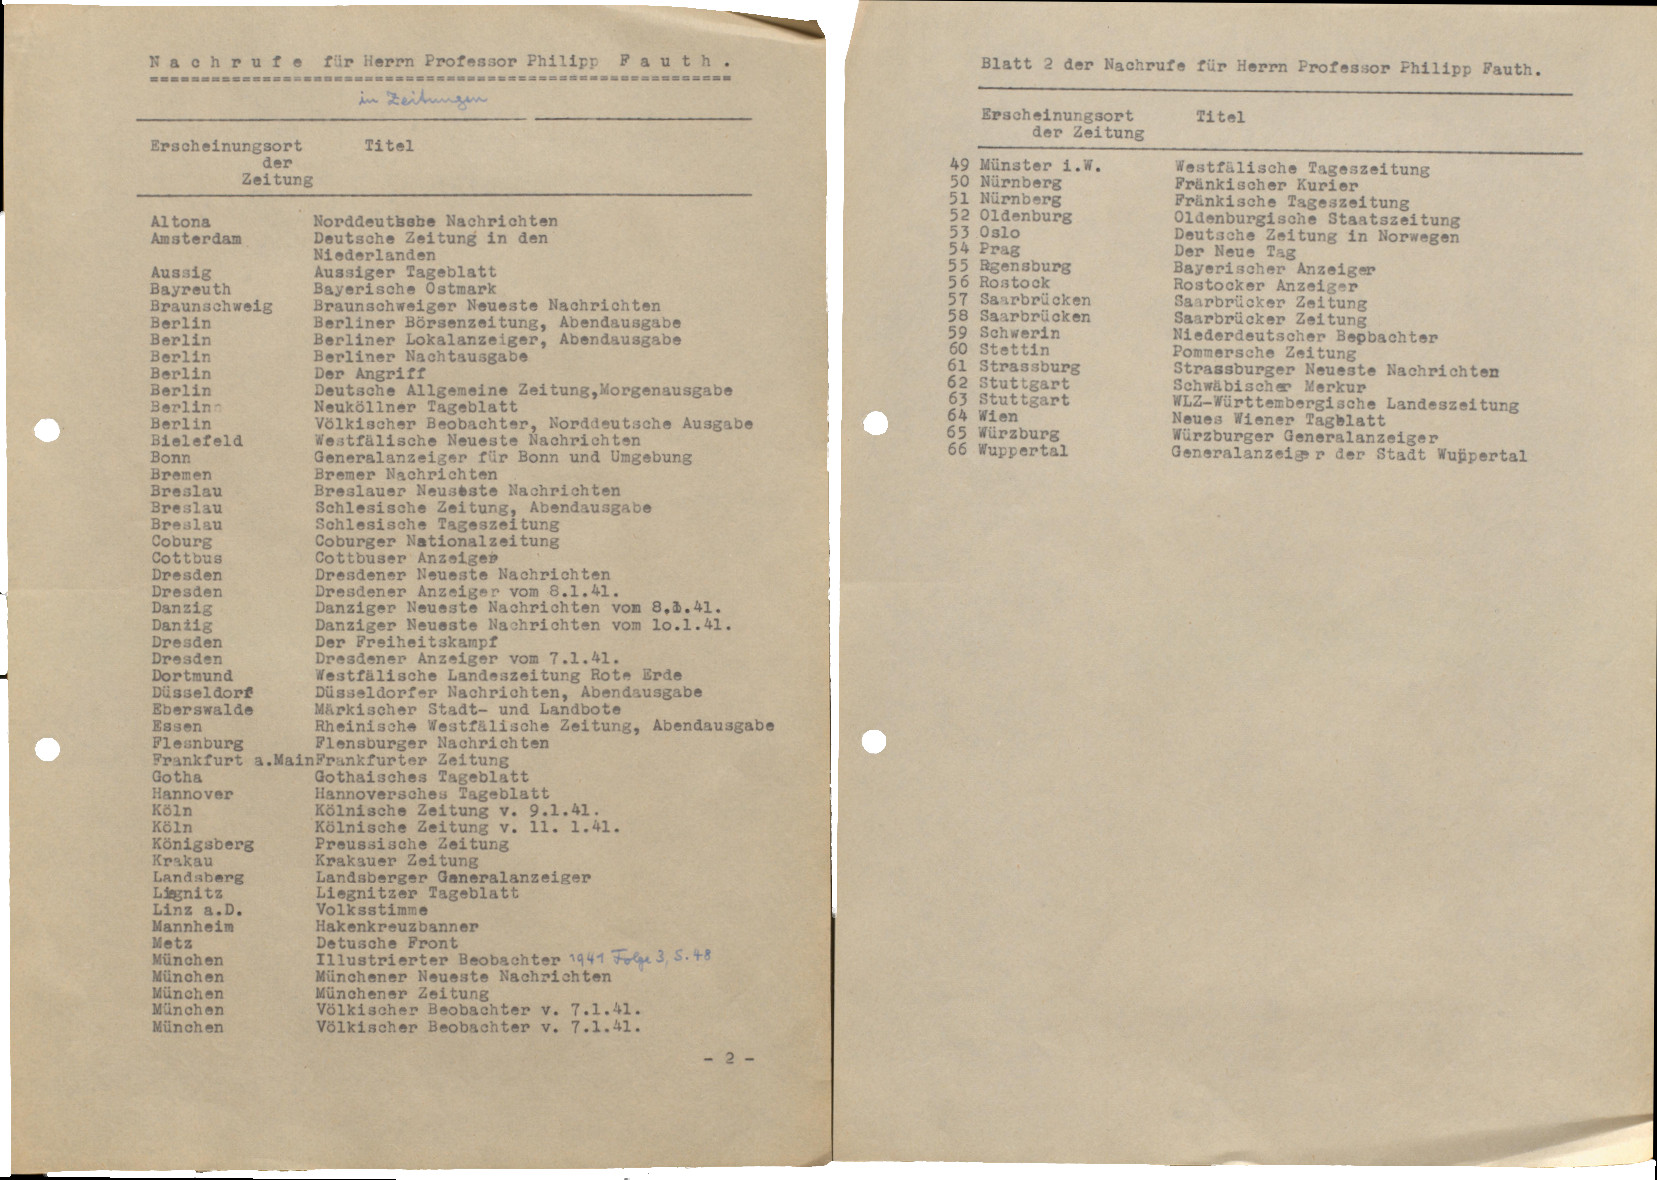 Nachrufe für Herrn Professor Philipp Fauth.
in Zeitungen
Erscheinungsort Titel
der
Zeitung
Altona Norddeutsche Nachrichten
Amsterdam Deutsche Zeitung in den
Niederlanden
Aussig Aussiger Tageblatt
Bayreuth Bayerische Ostmark
Braunschweig Braunschweiger Neueste Nachrichten
Berlin Berliner Börsenzeitung, Abendausgabe
Berlin Berliner Lokalanzeiger, Abendausgabe
Berlin Berliner Nachtausgabe
Berlin Der Angriff
Berlin Deutsche Allgemeine Zeitung,Morgenausgabe
Berlin Neuköllner Tageblatt
Berlin Völkischer Beobachter, Norddeutsche Ausgabe
Bielefeld Westfälische Neueste Nachrichten
Bonn Generalanzeiger für Bonn und Umgebung
Bremen Bremer Nachrichten
Breslau Breslauer Neueste Nachrichten
Breslau Schlesische Zeitung, Abendausgabe
Breslau Schlesische Tageszeitung
Coburg Coburger Nationalzeitung
Cottbus Cottbuser Anzeiger
Dresden Dresdener Neueste Nachrichten
Dresden Dresdener Anzeiger vom 8.1.41.
Danzig Danziger Neueste Nachrichten vom 8.1.41.
Danzig Danziger Neueste Nachrichten vom lo.1.41.
Dresden Der Freiheitskampf
Dresden Dresdener Anzeiger vom 7.1.41.
Dortmund Westfälische Landeszeitung Rote Erde
Düsseldorf Düsseldorfer Nachrichten, Abendausgabe
Eberswalde Märkischer Stadt- und Landbote
Essen Rheinische Westfälische Zeitung, Abendausgabe
Flesnburg Flensburger Nachrichten
Frankfurt a.Main Frankfurter Zeitung
Gotha Gothaisches Tageblatt
Hannover Hannoversches Tageblatt
Köln Kölnische Zeitung v. 9.1.41.
Köln Kölnische Zeitung v. 11. 1.41.
Königsberg Preussische Zeitung
Krakau Krakauer Zeitung
Landsberg Landsberger Generalanzeiger
Liegnitz Liegnitzer Tageblatt
Linz a.D. Volksstimme
Mannheim Hakenkreuzbanner
Metz Detusche Front
München Illustrierter Beobachter 1941 Folge 3, S. 48
München Münchener Neueste Nachrichten
München Münchener Zeitung
München Völkischer Beobachter v. 7.1.41.
München Völkischer Beobachter v. 7.1.41.
- 2 -
Blatt 2 der Nachrufe für Herrn Professor Philipp Fauth.
Erscheinungsort Titel
der Zeitung
49 Münster i.W. Westfälische Tageszeitung
50 Nürnberg Fränkischer Kurier
51 Nürnberg Fränkische Tageszeitung
52 Oldenburg Oldenburgische Staatszeitung
53 Oslo Deutsche Zeitung in Norwegen
54 Prag Der Neue Tag
55 Rgensburg Bayerischer Anzeiger
56 Rostock Rostocker Anzeiger
57 Saarbrücken Saarbrücker Zeitung
58 Saarbrücken Saarbrücker Zeitung
59 Schwerin Niederdeutscher Bepbachter
60 Stettin Pommersche Zeitung
61 Strassburg Strassburger Neueste Nachrichten
62 Stuttgart Schwäbischer Merkur
63 Stuttgart WLZ-Württembergische Landeszeitung
64 Wien Neues Wiener Tagblatt
65 Würzburg Würzburger Generalanzeiger
66 Wuppertal Generalanzeiger der Stadt Wuppertal